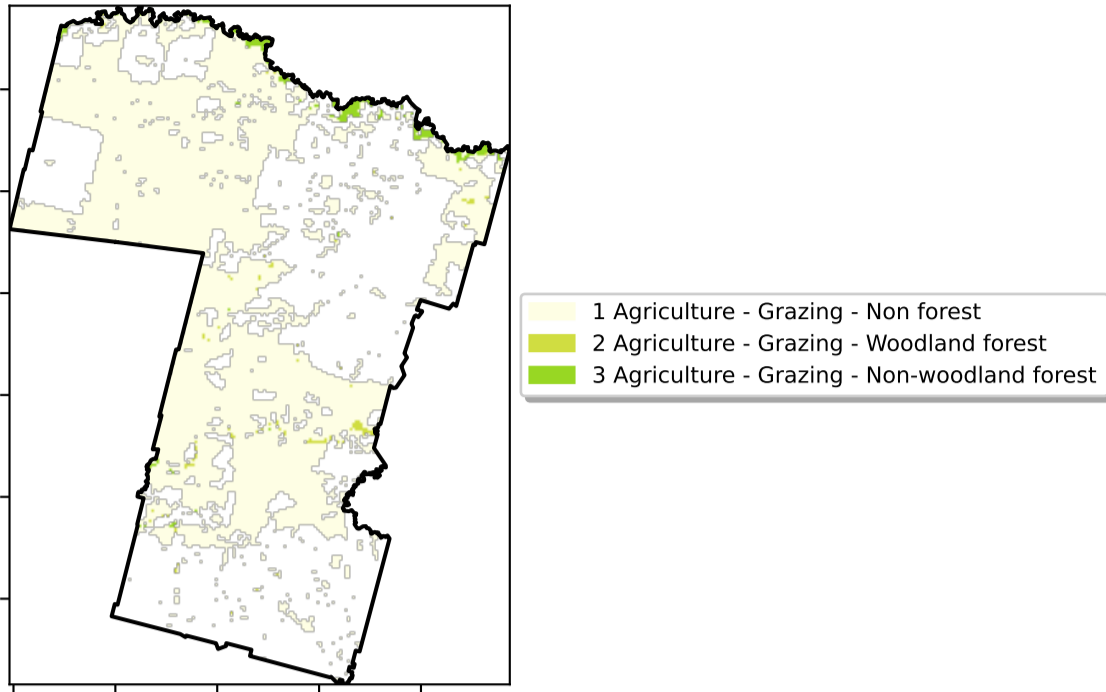 1 Agriculture - Grazing - Non forest
2 Agriculture - Grazing - Woodland forest
3 Agriculture - Grazing - Non-woodland forest